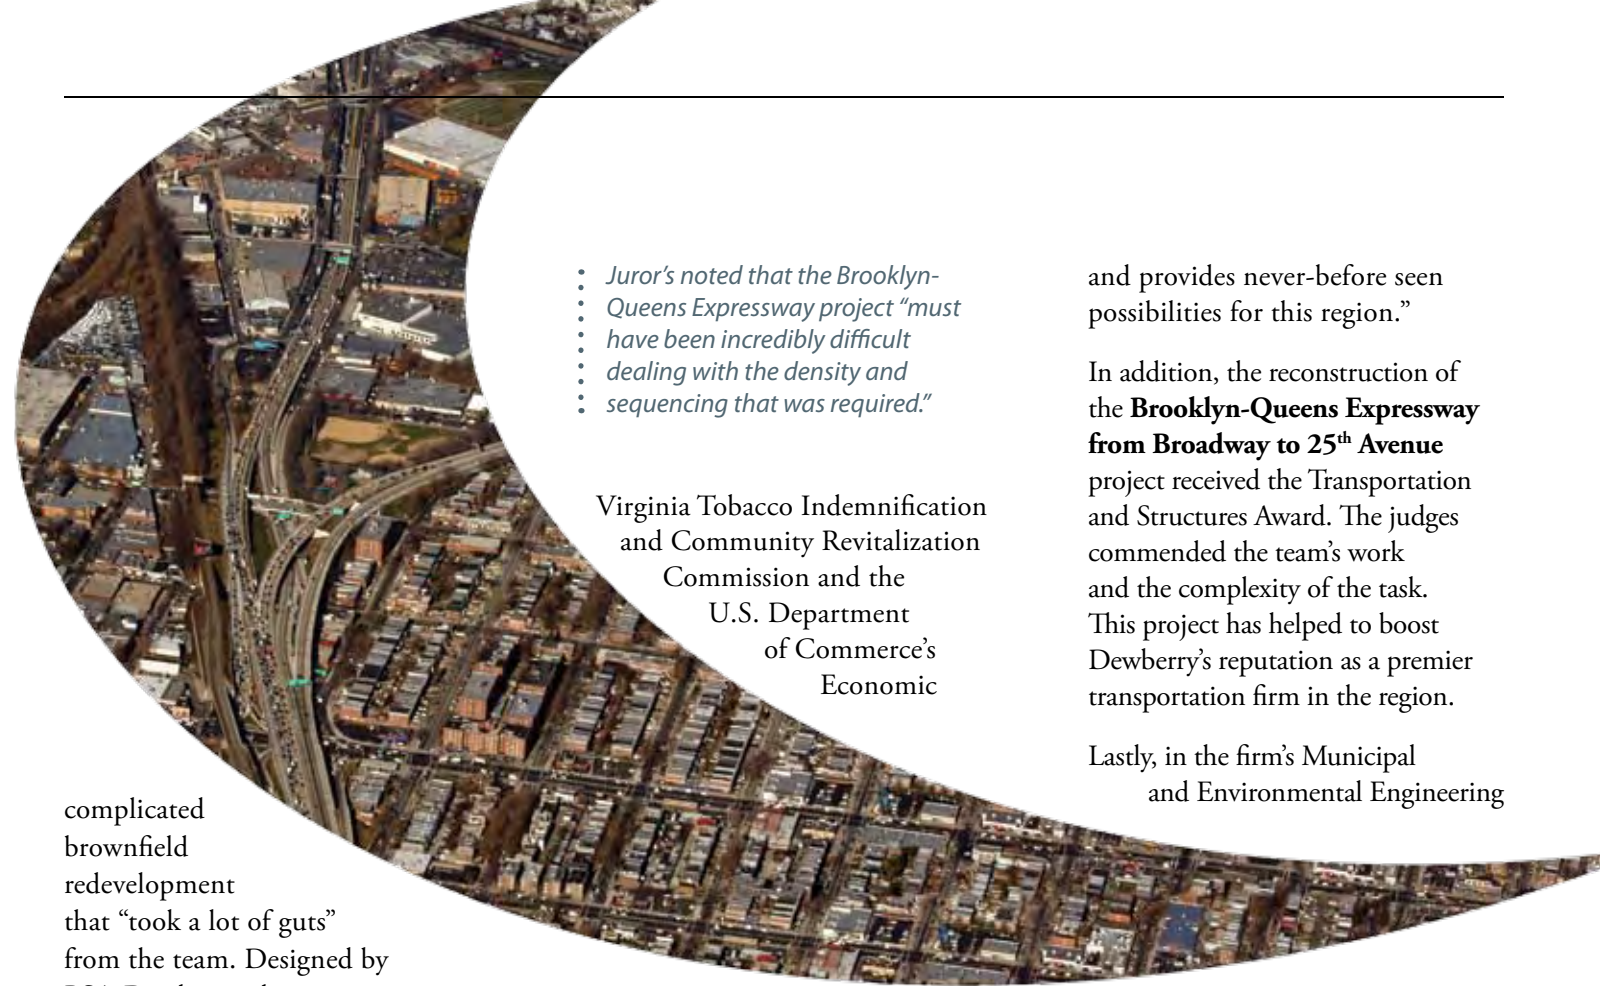 complicated
brownfield
redevelopment
that “took a lot of guts”
from the team. Designed by
Juror’s noted that the Brooklyn-
Queens Expressway project “must
have been incredibly difficult
dealing with the density and
sequencing that was required.”
Virginia Tobacco Indemnification
and Community Revitalization
Commission and the
U.S. Department
of Commerce’s
Economic
and provides never-before seen
possibilities for this region.”
In addition, the reconstruction of
the Brooklyn-Queens Expressway
from Broadway to 25th Avenue
project received the Transportation
and Structures Award. The judges
commended the team’s work
and the complexity of the task.
This project has helped to boost
Dewberry’s reputation as a premier
transportation firm in the region.
Lastly, in the firm’s Municipal
and Environmental Engineering